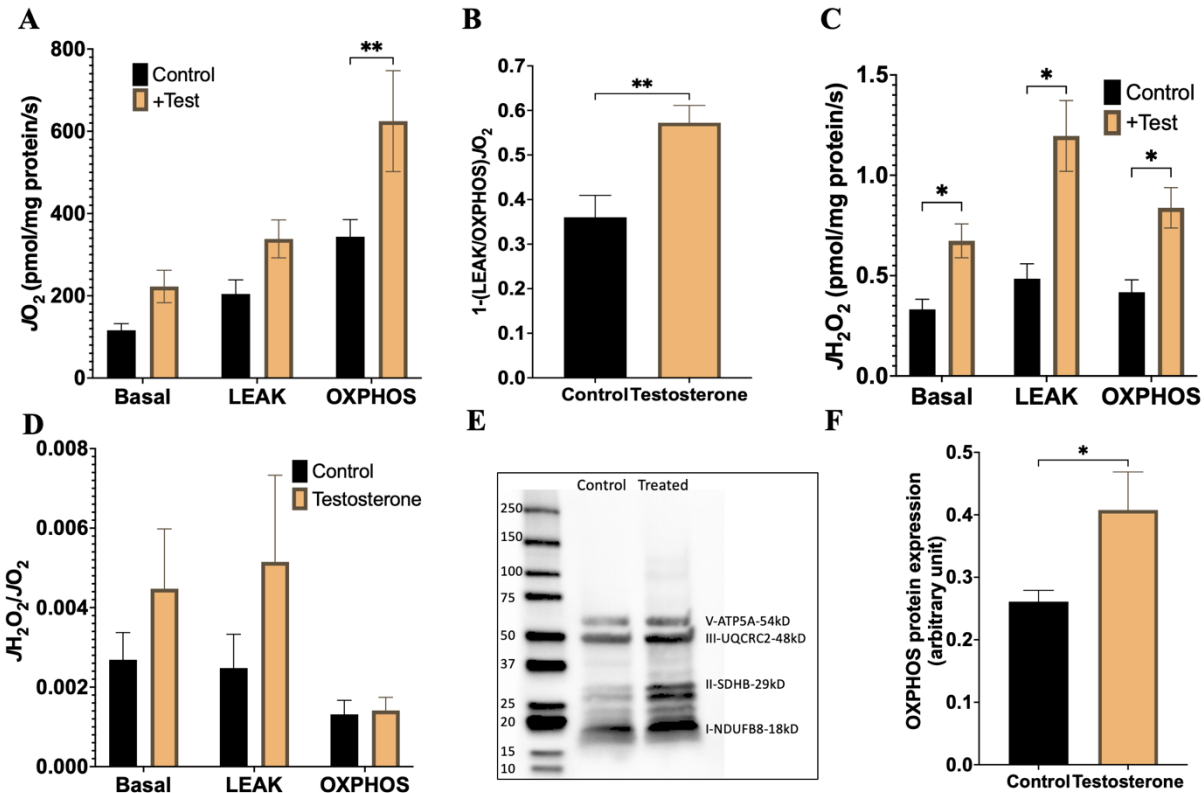 A
800
600
400
200
0
JO2 (pmol/mg protein/s)
Control
+Test
**
Basal LEAK OXPHOS
B
0.7
0.6
0.5
0.4
0.3
0.2
0.1
0.0
1-(LEAK/OXPHOS)JO2
**
Control Testosterone
C
1.5
1.0
0.5
0.0
JH2O2 (pmol/mg protein/s)
Control
+Test
*
*
*
Basal LEAK OXPHOS
D
0.008
0.006
0.004
0.002
0.000
JH2O2/JO2
Control
Testosterone
Basal LEAK OXPHOS
E
Control Treated
250
150
100
75
50
37
25
20
15
10
V-ATP5A-54kD
III-UQCRC2-48kD
II-SDHB-29kD
I-NDUFB8-18kD
F
0.5
0.4
0.3
0.2
0.1
0.0
OXPHOS protein expression
(arbitrary unit)
*
Control Testosterone